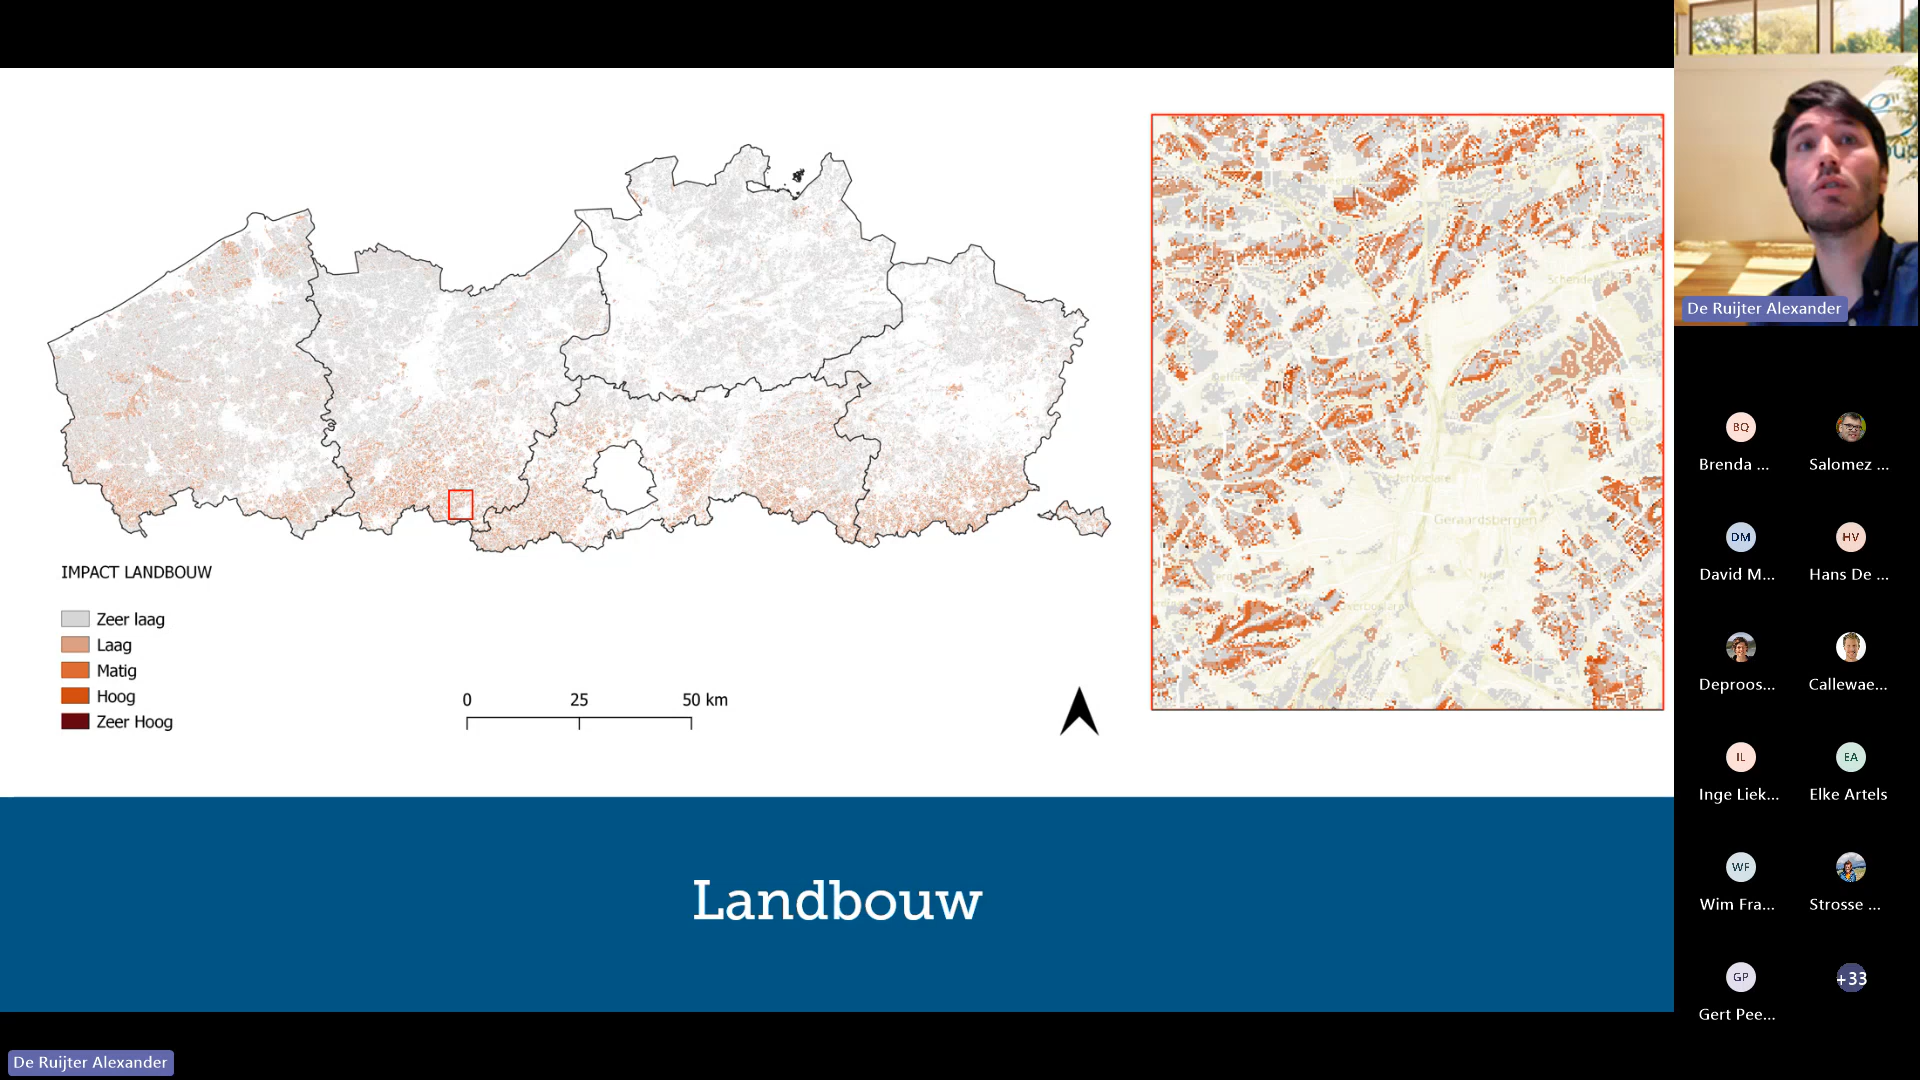 IMPACT LANDBOUW
Zeer laag
Laag
Matig
Hoog
Zeer Hoog
0 25 50 km
Geraardsbergen
Landbouw
De Ruijter Alexander
BQ
Brenda ...
Salomez ...
DM
David M...
HV
Hans De ...
Deproos...
Callewae...
IL
Inge Liek...
EA
Elke Artels
WF
Wim Fra...
Strosse ...
GP
Gert Pee...
+33
De Ruijter Alexander